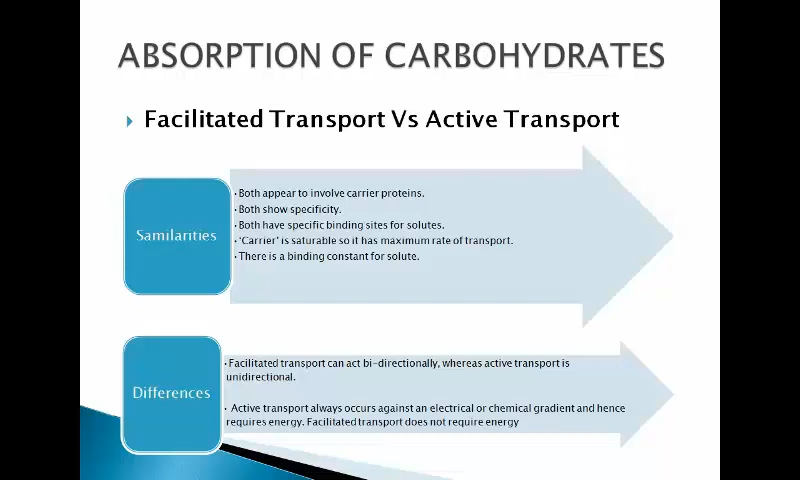 ABSORPTION OF CARBOHYDRATES
Facilitated Transport Vs Active Transport
Samilarities
•Both appear to involve carrier proteins.
•Both show specificity.
•Both have specific binding sites for solutes.
•‘Carrier’ is saturable so it has maximum rate of transport.
•There is a binding constant for solute.
Differences
•Facilitated transport can act bi-directionally, whereas active transport is
unidirectional.
• Active transport always occurs against an electrical or chemical gradient and hence
requires energy. Facilitated transport does not require energy